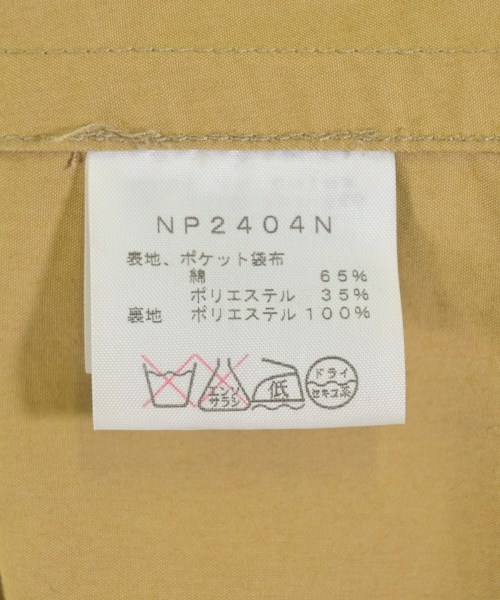 NP2404N
表地、ポケット袋布
綿 65%
ポリエステル 35%
裏地 ポリエステル 100%
エンソサラシ 低 ドライセキユ系